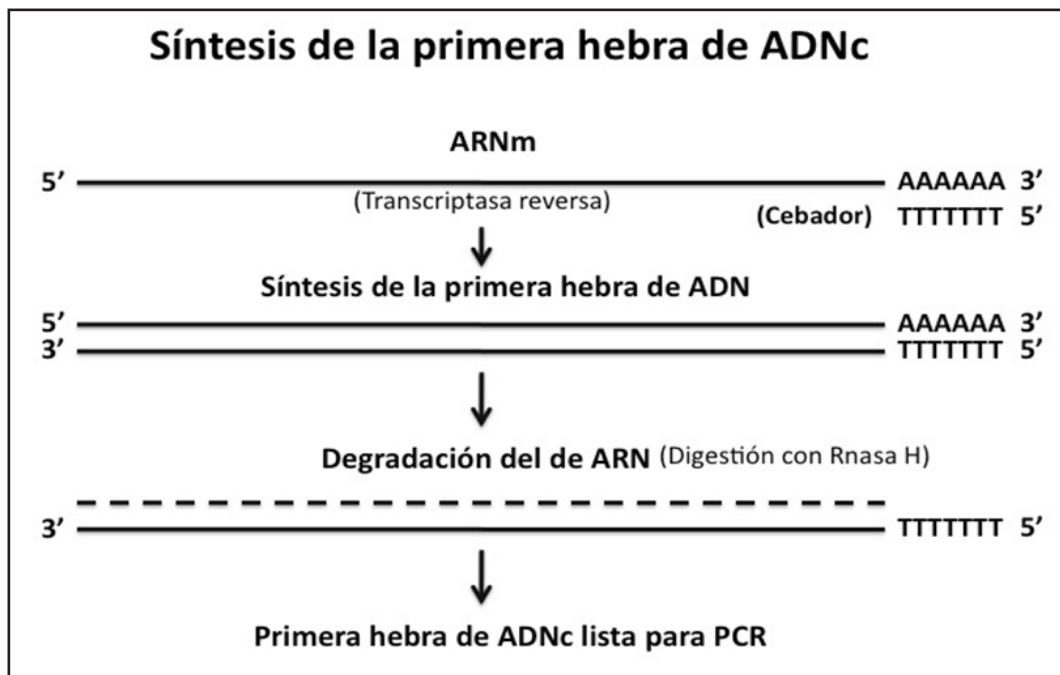 Síntesis de la primera hebra de ADNc
ARNm
5’ AAAAAA 3’
(Transcriptasa reversa)
(Cebador) TTTTTTT 5’
Síntesis de la primera hebra de ADN
5’ AAAAAA 3’
3’ TTTTTTT 5’
Degradación del de ARN (Digestión con Rnasa H)
3’ TTTTTTT 5’
Primera hebra de ADNc lista para PCR